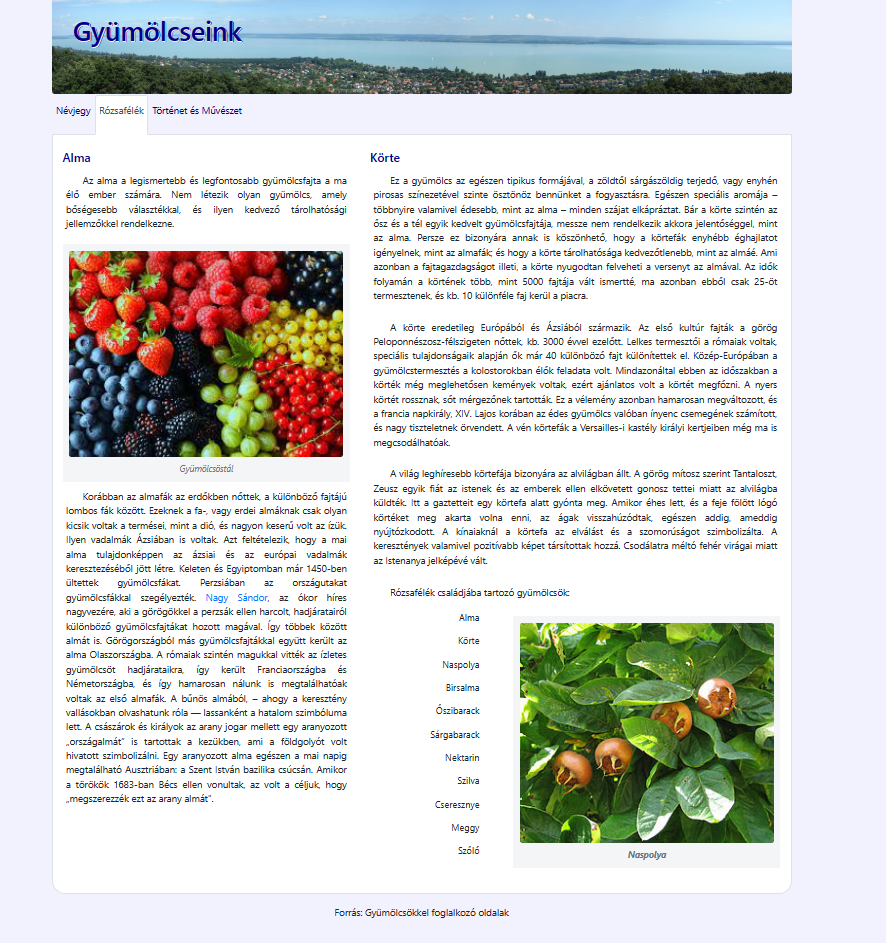 Gyümölcseink
Névjegy Rózsafélék Történet és Művészet
Alma
Az alma a legismertebb és legfontosabb gyümölcsfajta a ma
élő ember számára. Nem létezik olyan gyümölcs, amely
bőségesebb választékkal, és ilyen kedvező tárolhatósági
jellemzőkkel rendelkezne.
Gyümölcsöstál
Korábban az almafák az erdőkben nőttek, a különböző fajtájú
lombos fák között. Ezeknek a fa-, vagy erdei almáknak csak olyan
kicsik voltak a termései, mint a dió, és nagyon keserű volt az ízük.
Ilyen vadalmák Ázsiában is voltak. Azt feltételezik, hogy a mai
alma tulajdonképpen az ázsiai és az európai vadalmák
keresztezéséből jött létre. Keleten és Egyiptomban már 1450-ben
ültettek gyümölcsfákat. Perzsiában az országutakat
gyümölcsfákkal szegélyezték. Nagy Sándor, az ókor híres
nagyvezére, aki a görögökkel a perzsák ellen harcolt, hadjáratairól
különböző gyümölcsfajtákat hozott magával. Így többek között
almát is. Görögországból más gyümölcsfajtákkal együtt került az
alma Olaszországba. A rómaiak szintén magukkal vitték az ízletes
gyümölcsöt hadjárataikra, így került Franciaországba és
Németországba, és így hamarosan nálunk is megtalálhatóak
voltak az első almafák. A bűnös almából, – ahogy a keresztény
vallásokban olvashatunk róla — lassanként a hatalom szimbóluma
lett. A császárok és királyok az arany jogar mellett egy aranyozott
„országalmát” is tartottak a kezükben, ami a földgolyót volt
hivatott szimbolizálni. Egy aranyozott alma egészen a mai napig
megtalálható Ausztriában: a Szent István bazilika csúcsán. Amikor
a törökök 1683-ban Bécs ellen vonultak, az volt a céljuk, hogy
„megszerezzék ezt az arany almát”.
Körte
Ez a gyümölcs az egészen tipikus formájával, a zöldtől sárgászöldig terjedő, vagy enyhén
pirosas színezetével szinte ösztönöz bennünket a fogyasztásra. Egészen speciális aromája –
többnyire valamivel édesebb, mint az alma – minden szájat elkápráztat. Bár a körte szintén az
ősz és a tél egyik kedvelt gyümölcsfajtája, messze nem rendelkezik akkora jelentőséggel, mint
az alma. Persze ez bizonyára annak is köszönhető, hogy a körtefák enyhébb éghajlatot
igényelnek, mint az almafák; és hogy a körte tárolhatósága kedvezőtlenebb, mint az almáé. Ami
azonban a fajtagazdagságot illeti, a körte nyugodtan felveheti a versenyt az almával. Az idők
folyamán a körtének több, mint 5000 fajtája vált ismertté, ma azonban ebből csak 25-öt
termesztenek, és kb. 10 különféle faj kerül a piacra.
A körte eredetileg Európából és Ázsiából származik. Az első kultúr fajták a görög
Peloponnészosz-félszigeten nőttek, kb. 3000 évvel ezelőtt. Lelkes termesztői a rómaiak voltak,
speciális tulajdonságaik alapján ők már 40 különböző fajt különítettek el. Közép-Európában a
gyümölcstermesztés a kolostorokban élők feladata volt. Mindazonáltal ebben az időszakban a
körték még meglehetősen kemények voltak, ezért ajánlatos volt a körtét megfőzni. A nyers
körtét rossznak, sőt mérgezőnek tartották. Ez a vélemény azonban hamarosan megváltozott, és
a francia napkirály, XIV. Lajos korában az édes gyümölcs valóban ínyenc csemegének számított,
és nagy tiszteletnek örvendett. A vén körtefák a Versailles-i kastély királyi kertjeiben még ma is
megcsodálhatóak.
A világ leghíresebb körtefája bizonyára az alvilágban állt. A görög mítosz szerint Tantaloszt,
Zeusz egyik fiát az istenek és az emberek ellen elkövetett gonosz tettei miatt az alvilágba
küldték. Itt a gaztetteit egy körtefa alatt gyónta meg. Amikor éhes lett, és a feje fölött lógó
körtéket meg akarta volna enni, az ágak visszahúzódtak, egészen addig, ameddig
nyújtózkodott. A kínaiaknál a körtefa az elválást és a szomorúságot szimbolizálta. A
keresztények valamivel pozitívabb képet társítottak hozzá. Csodálatra méltó fehér virágai miatt
az Istenanya jelképévé vált.
Rózsafélék családjába tartozó gyümölcsök:
Alma
Körte
Naspolya
Birsalma
Őszibarack
Sárgabarack
Nektarin
Szilva
Cseresznye
Meggy
Szőlő
Naspolya
Forrás: Gyümölcsökkel foglalkozó oldalak